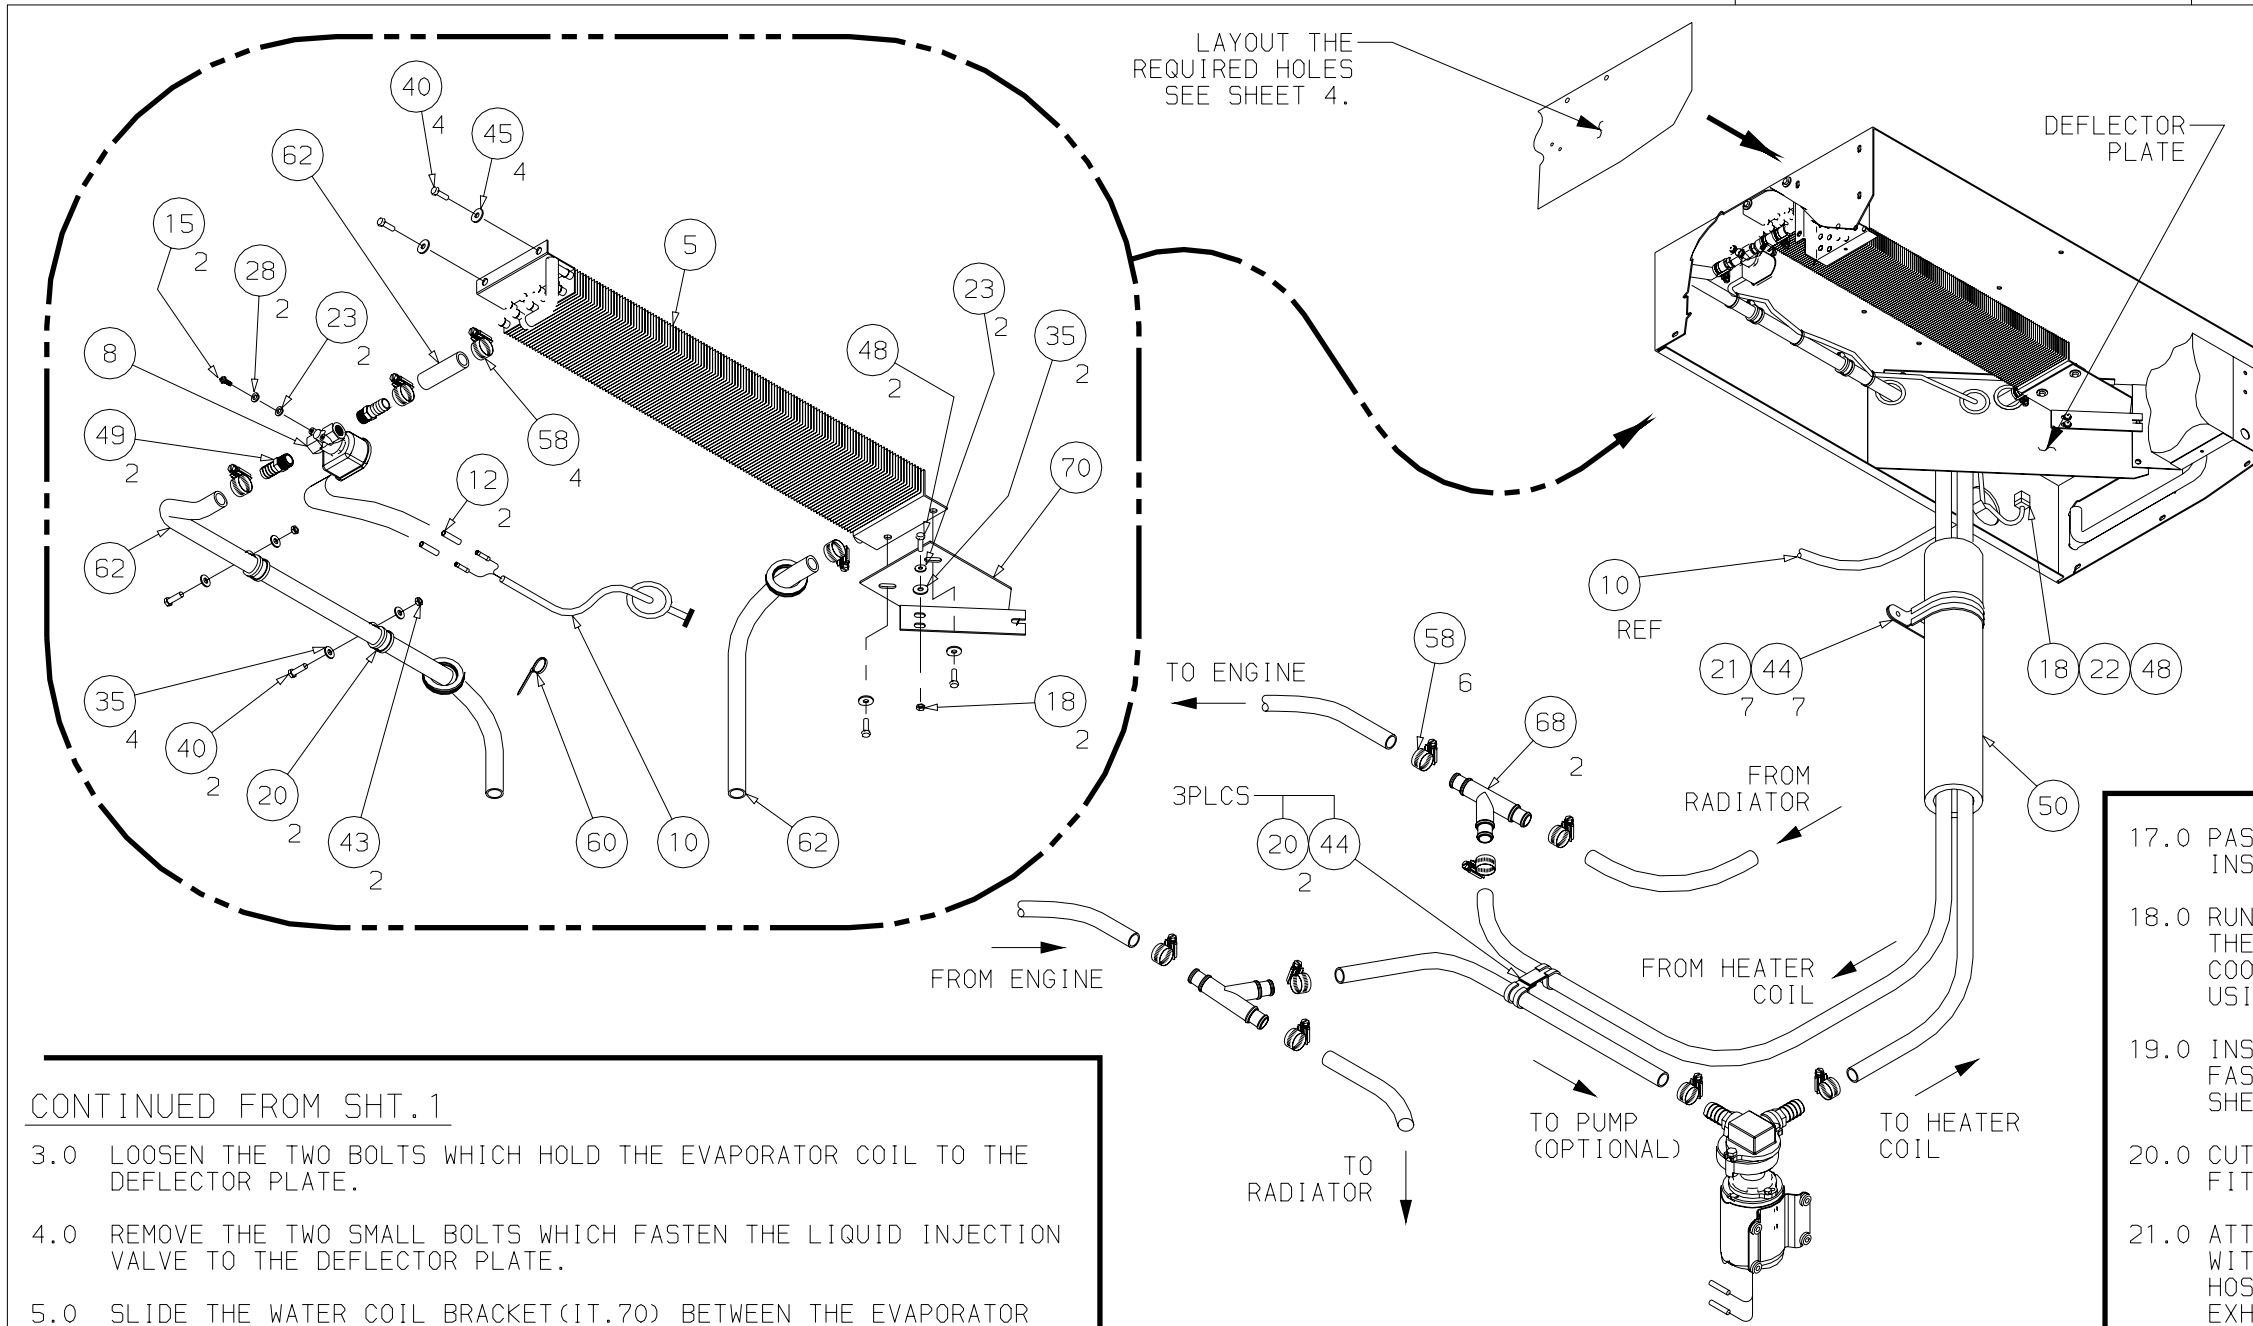 LAYOUT THE
REQUIRED HOLES
SEE SHEET 4.
DEFLECTOR
PLATE
40
4
45
4
62
15
2
28
2
23
2
8
49
2
5
23
2
35
2
48
2
58
4
12
2
70
62
35
4
40
2
20
2
43
2
60
10
62
18
2
10
REF
21
7
44
7
18
22
48
50
TO ENGINE
58
6
68
2
FROM
RADIATOR
3PLCS
20
2
44
FROM ENGINE
FROM HEATER
COIL
TO PUMP
(OPTIONAL)
TO HEATER
COIL
TO
RADIATOR
CONTINUED FROM SHT.1
3.0 LOOSEN THE TWO BOLTS WHICH HOLD THE EVAPORATOR COIL TO THE
DEFLECTOR PLATE.
4.0 REMOVE THE TWO SMALL BOLTS WHICH FASTEN THE LIQUID INJECTION
VALVE TO THE DEFLECTOR PLATE.
5.0 SLIDE THE WATER COIL BRACKET(IT.70) BETWEEN THE EVAPORATOR
17.0 PAS
INS
18.0 RUN
THE
COO
USI
19.0 INS
FAS
SHE
20.0 CUT
FIT
21.0 ATT
WIT
HOS
EXH